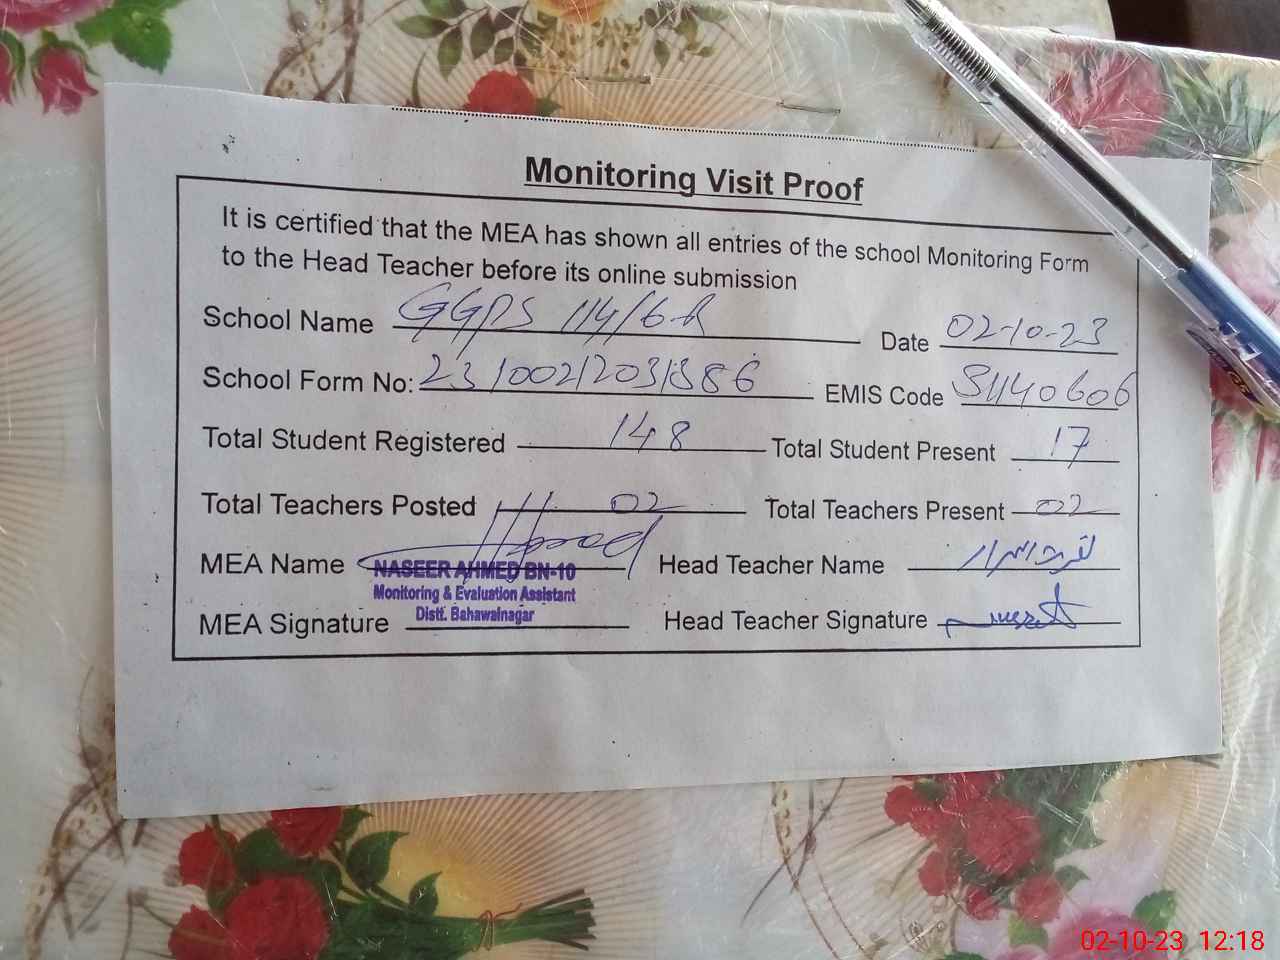 Monitoring Visit Proof
It is certified that the MEA has shown all entries of the school Monitoring Form
to the Head Teacher before its online submission
School Name GGPS 114/6-R Date 02-10-23
School Form No: EMIS Code 31140606
Total Student Registered 148 Total Student Present 17
Total Teachers Posted 02 Total Teachers Present 02
MEA Name NASEER AHMED BN-10 Head Teacher Name
Monitoring & Evaluation Assistant
Distt. Bahawalnagar
MEA Signature Head Teacher Signature
02-10-23 12:18